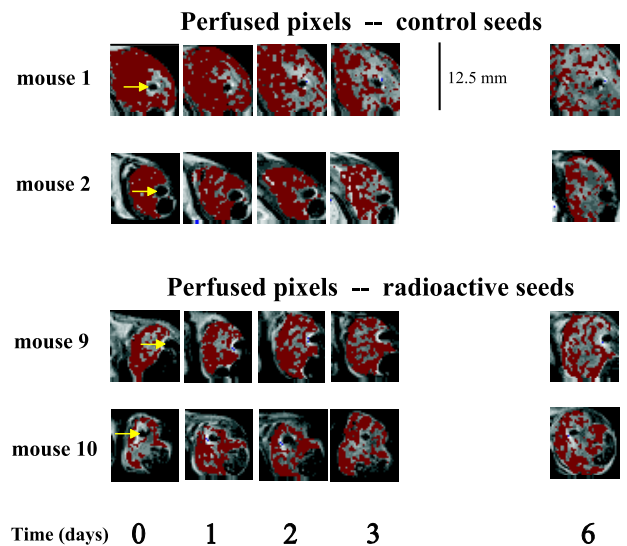 Perfused pixels -- control seeds
mouse 1
12.5 mm
mouse 2
Perfused pixels -- radioactive seeds
mouse 9
mouse 10
Time (days) 0 1 2 3 6